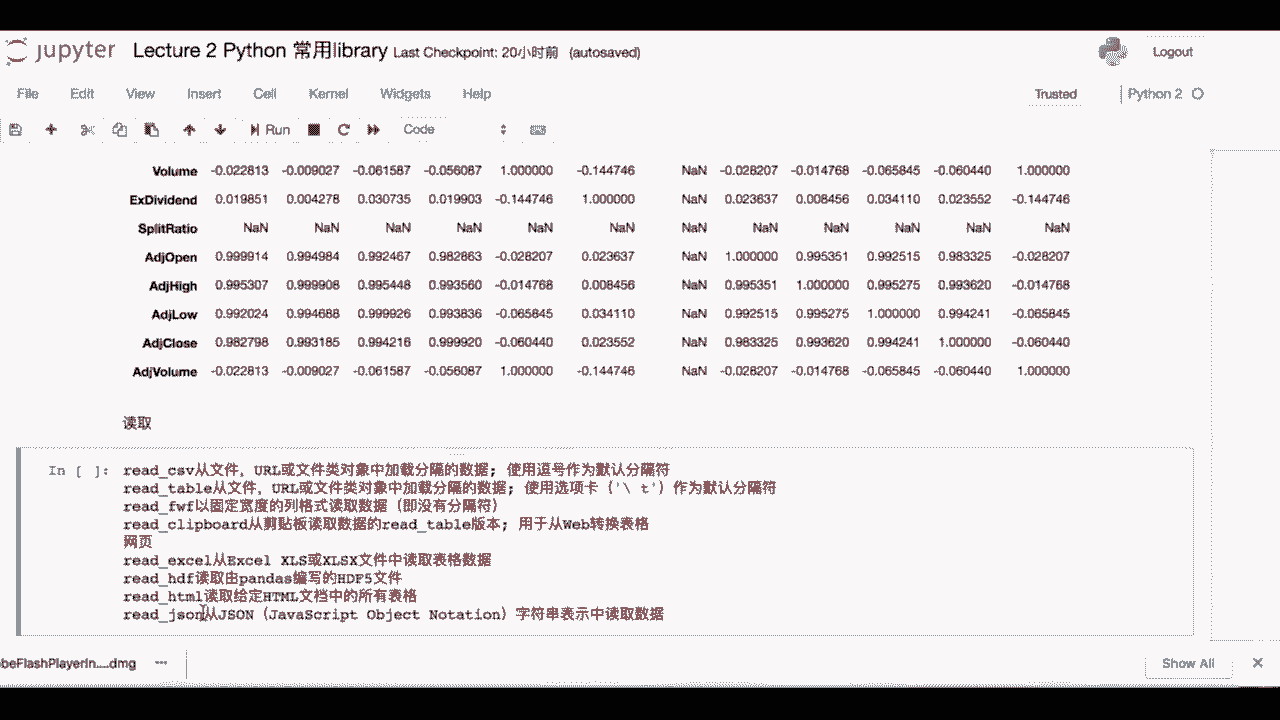 jupyter Lecture 2 Python 常用library Last Checkpoint: 20小时前 (autosaved) Logout
File Edit View Insert Cell Kernel Widgets Help Trusted Python 2
Run Code
Volume -0.022813 -0.009027 -0.061587 -0.056087 1.000000 -0.144746 NaN -0.028207 -0.014768 -0.065845 -0.060440 1.000000
ExDividend 0.019851 0.004278 0.030735 0.019903 -0.144746 1.000000 NaN 0.023637 0.008456 0.034110 0.023552 -0.144746
SplitRatio NaN NaN NaN NaN NaN NaN NaN NaN NaN NaN NaN NaN
AdjOpen 0.999914 0.994984 0.992467 0.982863 -0.028207 0.023637 NaN 1.000000 0.995351 0.992515 0.983325 -0.028207
AdjHigh 0.995307 0.999908 0.995448 0.993560 -0.014768 0.008456 NaN 0.995351 1.000000 0.995275 0.993620 -0.014768
AdjLow 0.992024 0.994688 0.999926 0.993836 -0.065845 0.034110 NaN 0.992515 0.995275 1.000000 0.994241 -0.065845
AdjClose 0.982798 0.993185 0.994216 0.999920 -0.060440 0.023552 NaN 0.983325 0.993620 0.994241 1.000000 -0.060440
AdjVolume -0.022813 -0.009027 -0.061587 -0.056087 1.000000 -0.144746 NaN -0.028207 -0.014768 -0.065845 -0.060440 1.000000
读取
In [ ]: read_csv从文件，URL或文件类对象中加载分隔的数据; 使用逗号作为默认分隔符
read_table从文件，URL或文件类对象中加载分隔的数据; 使用选项卡（'\ t'）作为默认分隔符
read_fwf以固定宽度的列格式读取数据（即没有分隔符）
read_clipboard从剪贴板读取数据的read_table版本; 用于从Web转换表格
网页
read_excel从Excel XLS或XLSX文件中读取表格数据
read_hdf读取由pandas编写的HDF5文件
read_html读取给定HTML文档中的所有表格
read_json从JSON（JavaScript Object Notation）字符串表示中读取数据
obeFlashPlayerIn....dmg Show All